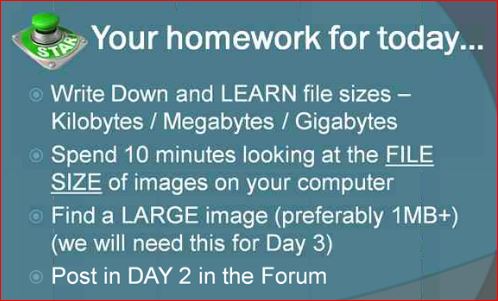 START
Your homework for today...
Write Down and LEARN file sizes –
Kilobytes / Megabytes / Gigabytes
Spend 10 minutes looking at the FILE
SIZE of images on your computer
Find a LARGE image (preferably 1MB+)
(we will need this for Day 3)
Post in DAY 2 in the Forum